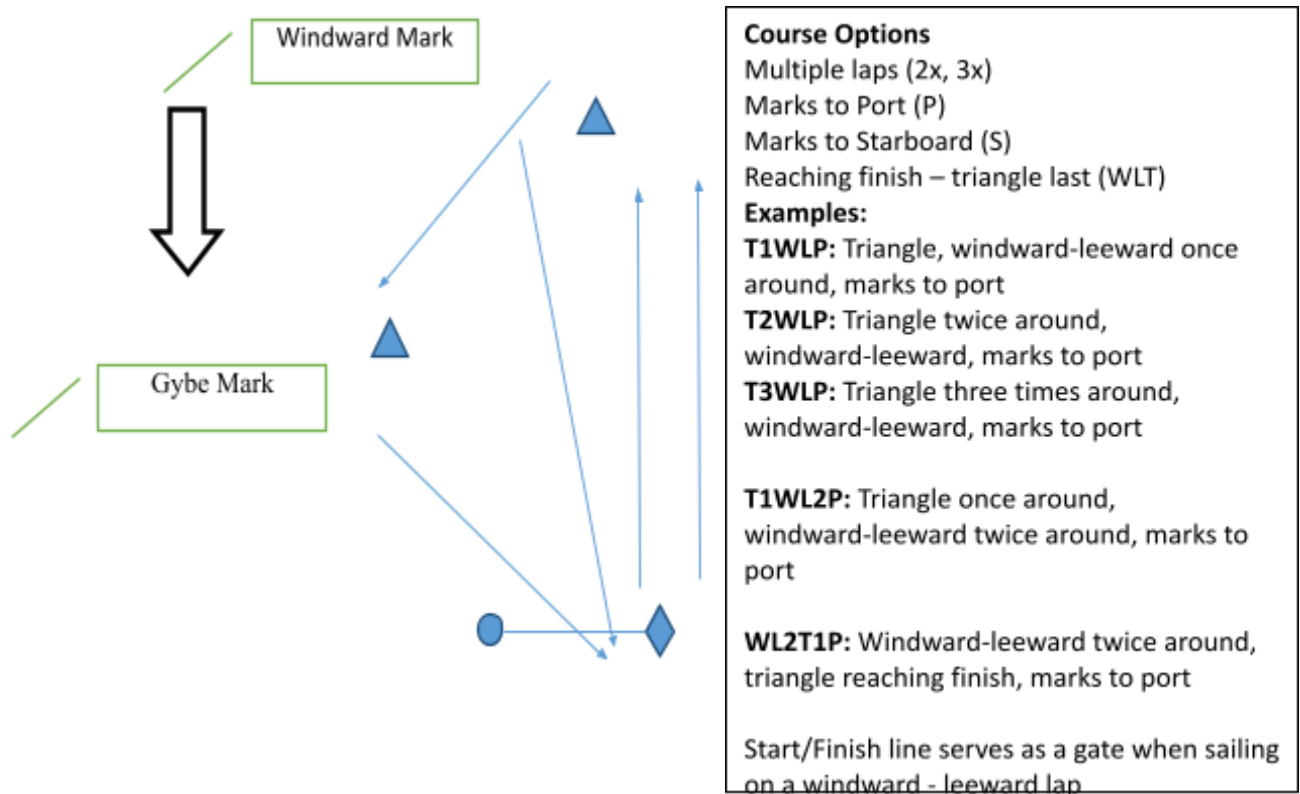 Windward Mark
Gybe Mark
Course Options
Multiple laps (2x, 3x)
Marks to Port (P)
Marks to Starboard (S)
Reaching finish – triangle last (WLT)
Examples:
T1WLP: Triangle, windward-leeward once
around, marks to port
T2WLP: Triangle twice around,
windward-leeward, marks to port
T3WLP: Triangle three times around,
windward-leeward, marks to port
T1WL2P: Triangle once around,
windward-leeward twice around, marks to
port
WL2T1P: Windward-leeward twice around,
triangle reaching finish, marks to port
Start/Finish line serves as a gate when sailing
on a windward - leeward lap